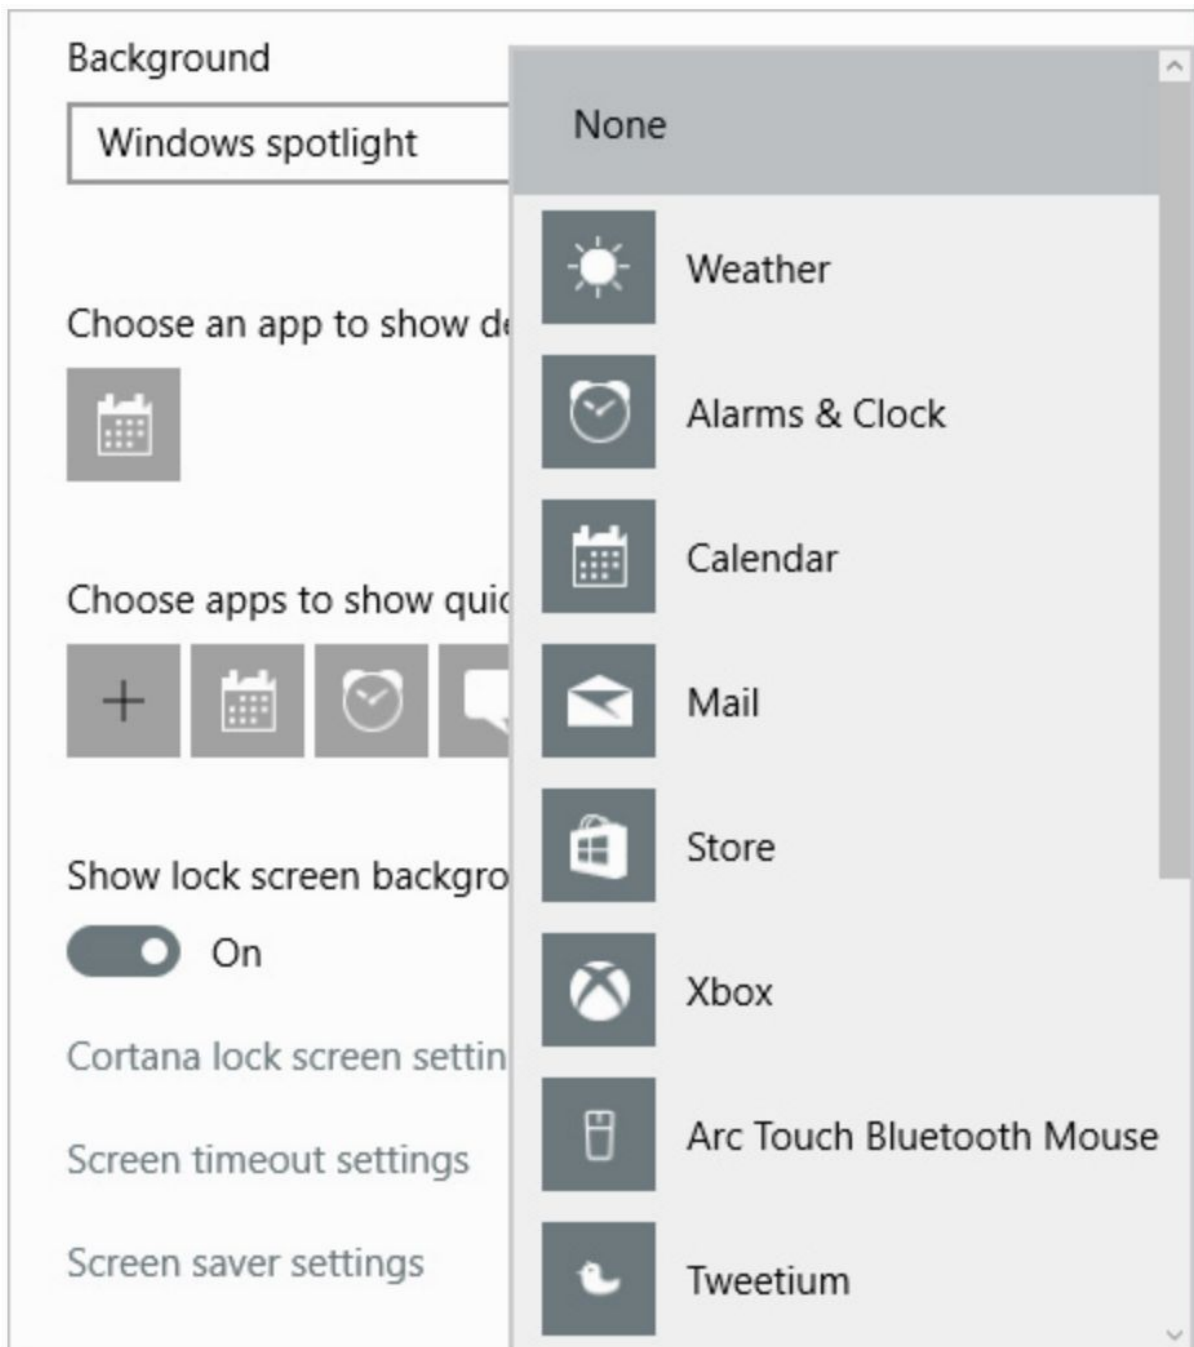 Background
Windows spotlight
Choose an app to show de
Choose apps to show quic
Show lock screen backgro
On
Cortana lock screen settin
Screen timeout settings
Screen saver settings
None
Weather
Alarms & Clock
Calendar
Mail
Store
Xbox
Arc Touch Bluetooth Mouse
Tweetium